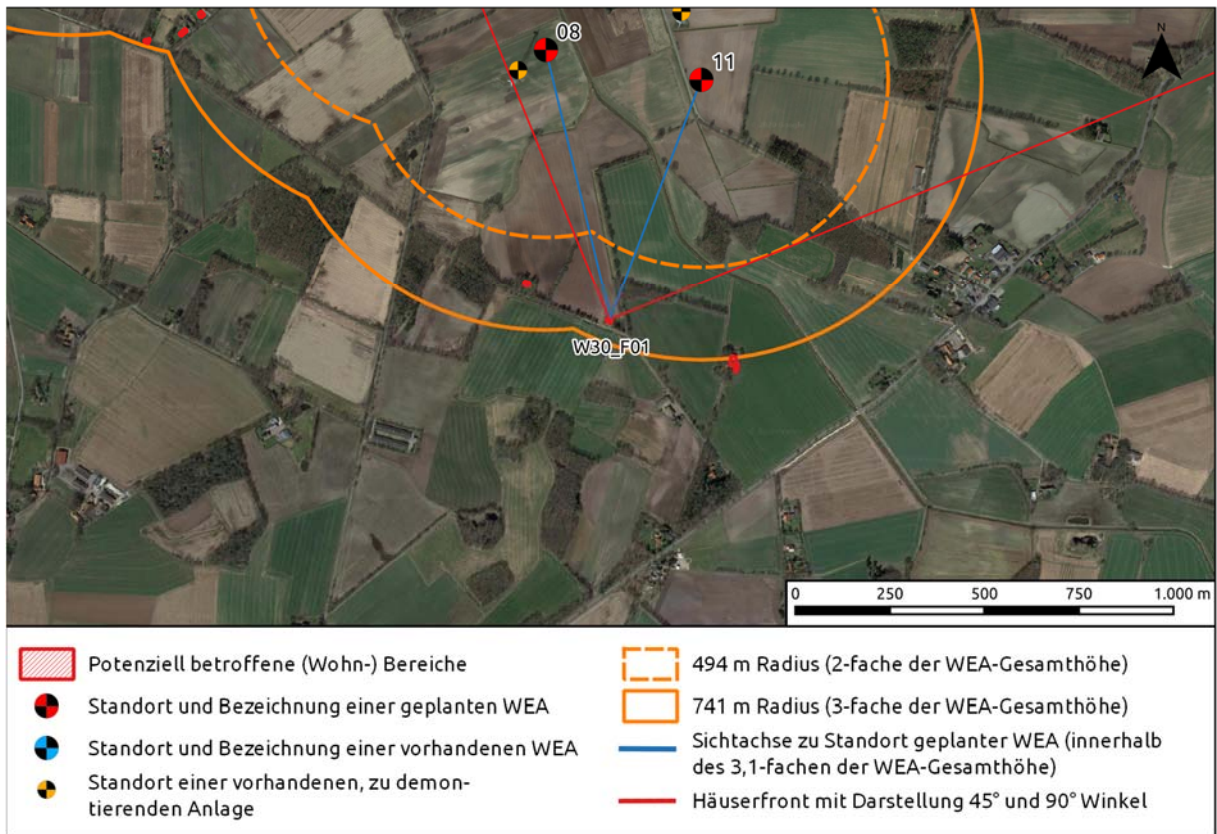 08
11
N
W30_F01
0 250 500 750 1.000 m
Potenziell betroffene (Wohn-) Bereiche
Standort und Bezeichnung einer geplanten WEA
Standort und Bezeichnung einer vorhandenen WEA
Standort einer vorhandenen, zu demon-
tierenden Anlage
494 m Radius (2-fache der WEA-Gesamthöhe)
741 m Radius (3-fache der WEA-Gesamthöhe)
Sichtachse zu Standort geplanter WEA (innerhalb
des 3,1-fachen der WEA-Gesamthöhe)
Häuserfront mit Darstellung 45° und 90° Winkel